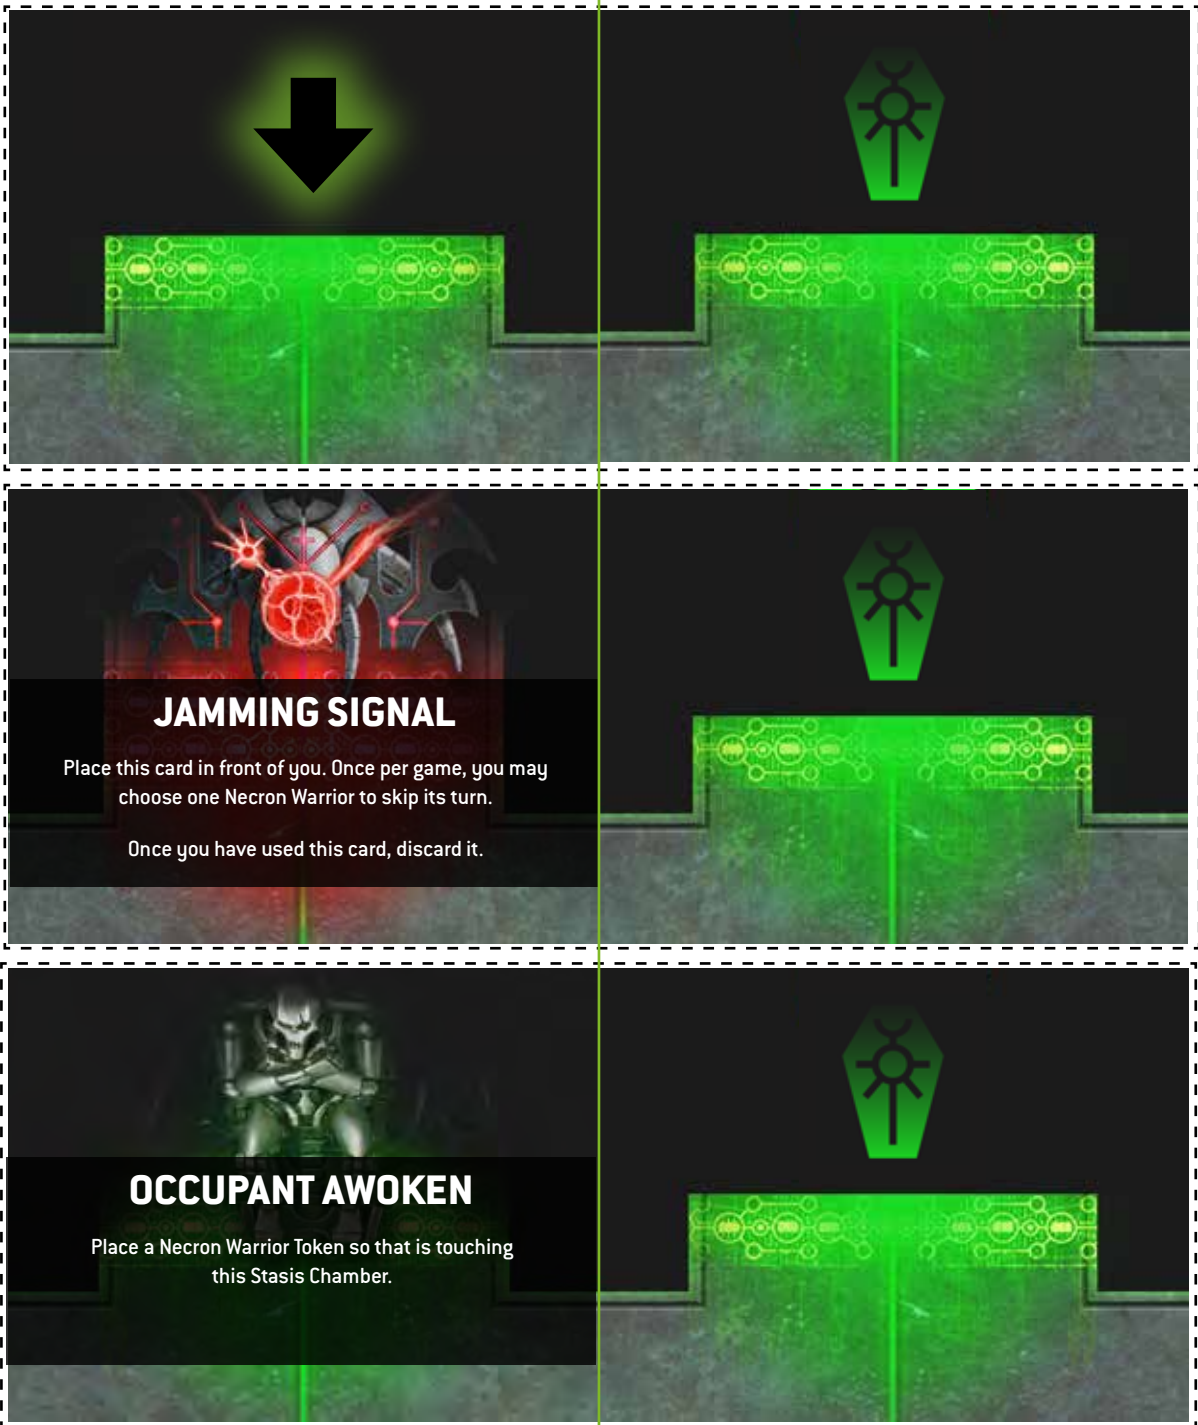 JAMMING SIGNAL
Place this card in front of you. Once per game, you may
choose one Necron Warrior to skip its turn.
Once you have used this card, discard it.
OCCUPANT AWOKEN
Place a Necron Warrior Token so that is touching
this Stasis Chamber.